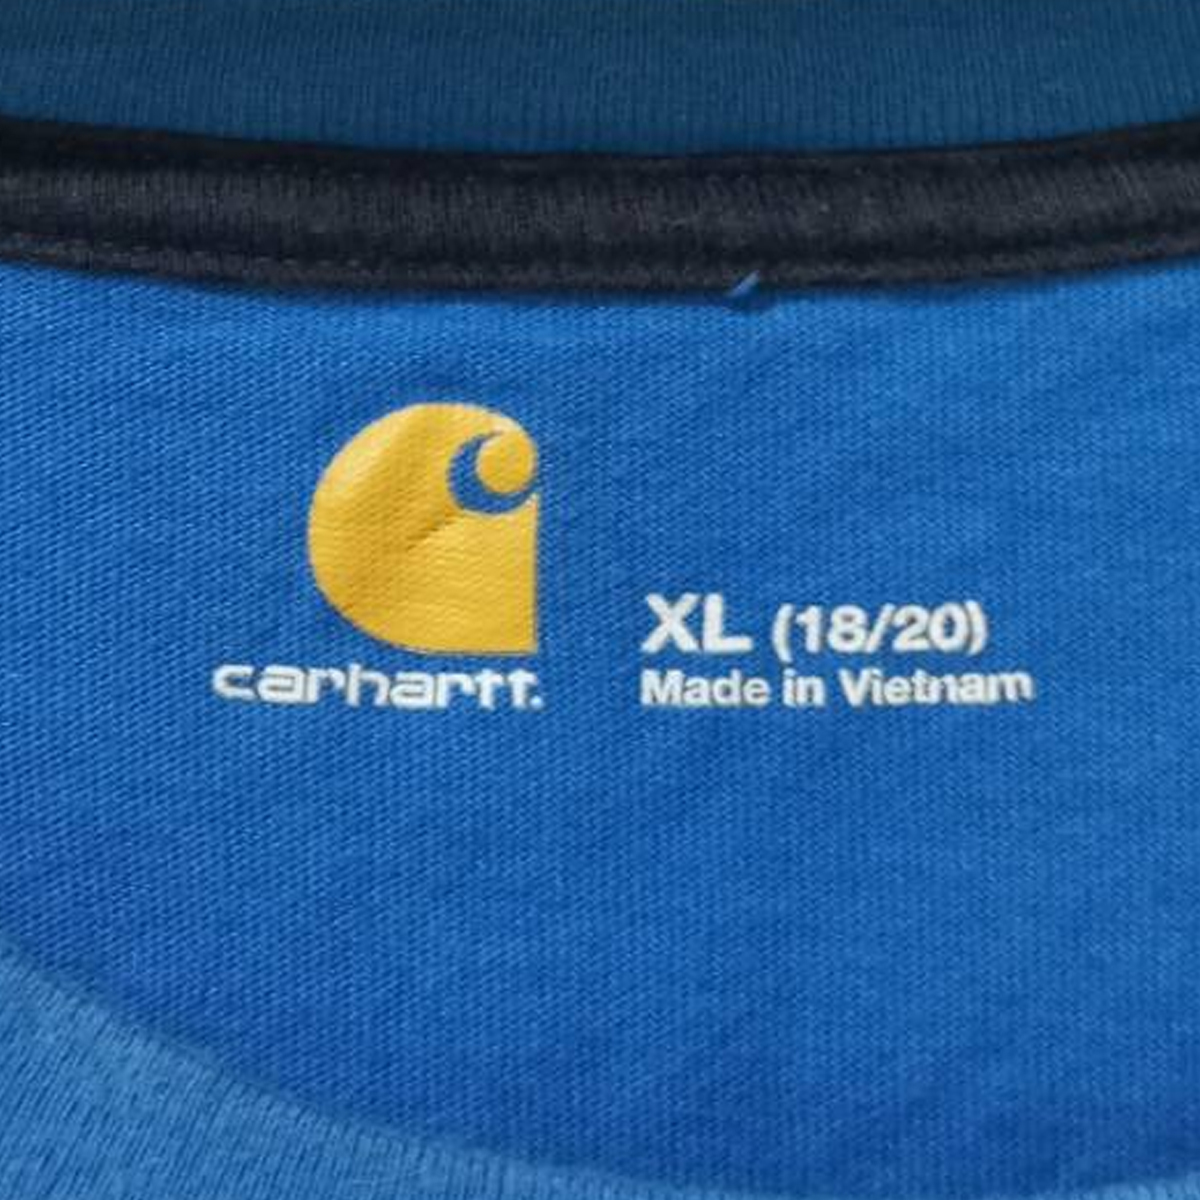 carhartt.
XL (18/20)
Made in Vietnam